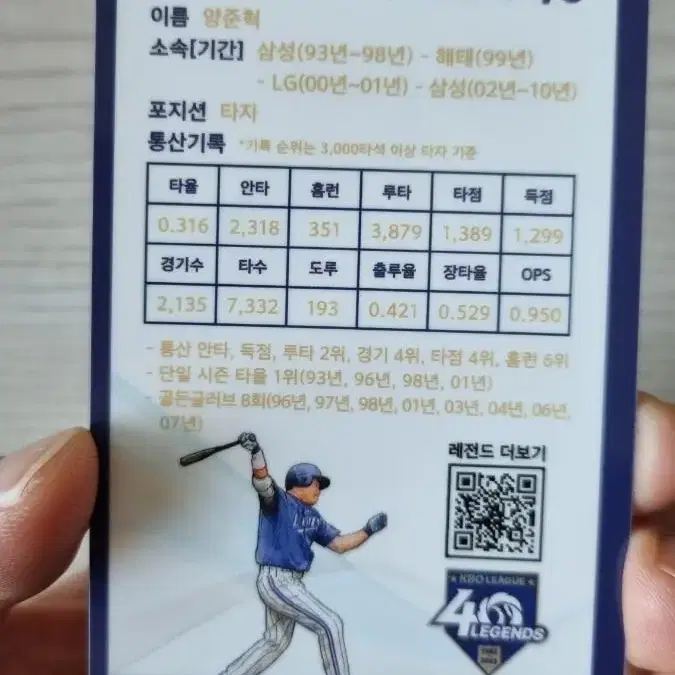 이름 양준혁
소속[기간] 삼성(93년~98년) - 해태(99년)
- LG(00년~01년) - 삼성(02년~10년)
포지션 타자
통산기록 *기록 순위는 3,000타석 이상 타자 기준
타율 안타 홈런 루타 타점 득점
0.316 2,318 351 3,879 1,389 1,299
경기수 타수 도루 출루율 장타율 OPS
2,135 7,332 193 0.421 0.529 0.950
- 통산 안타, 득점, 루타 2위, 경기 4위, 타점 4위, 홈런 6위
- 단일 시즌 타율 1위(93년, 96년, 98년, 01년)
- 골든글러브 8회(96년, 97년, 98년, 01년, 03년, 04년, 06년,
07년)
레전드 더보기
KBO LEAGUE
40
LEGENDS